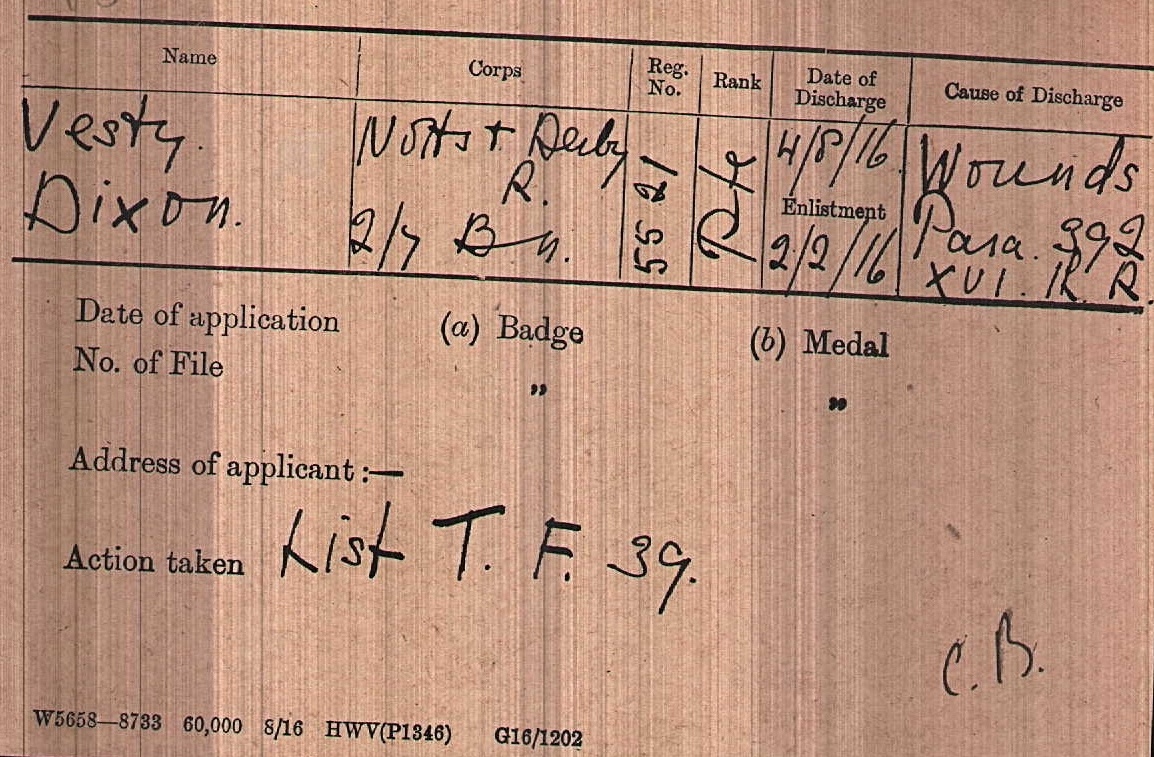 Name Corps Reg. No. Rank Date of Discharge Cause of Discharge
Vesty. Notts + Derby R. 5521 Pte 4/8/16 Wounds
Dixon. 2/7 Bn. Enlistment 2/2/16 Para. 392 XVI. K. R.
Date of application (a) Badge (b) Medal
No. of File " "
Address of applicant :—
Action taken List T. F. 39.
C.B.
W5658—8733 60,000 8/16 HWV(P1346) G16/1202